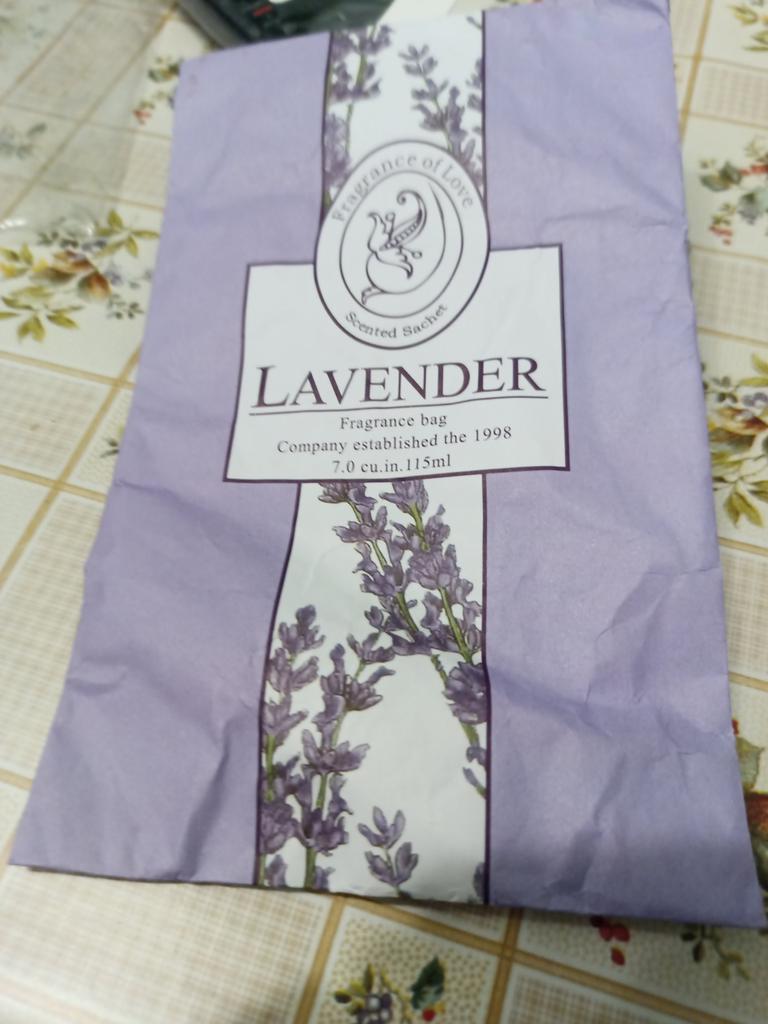 Fragrance of Love
Scented Sachet
LAVENDER
Fragrance bag
Company established the 1998
7.0 cu.in.115ml